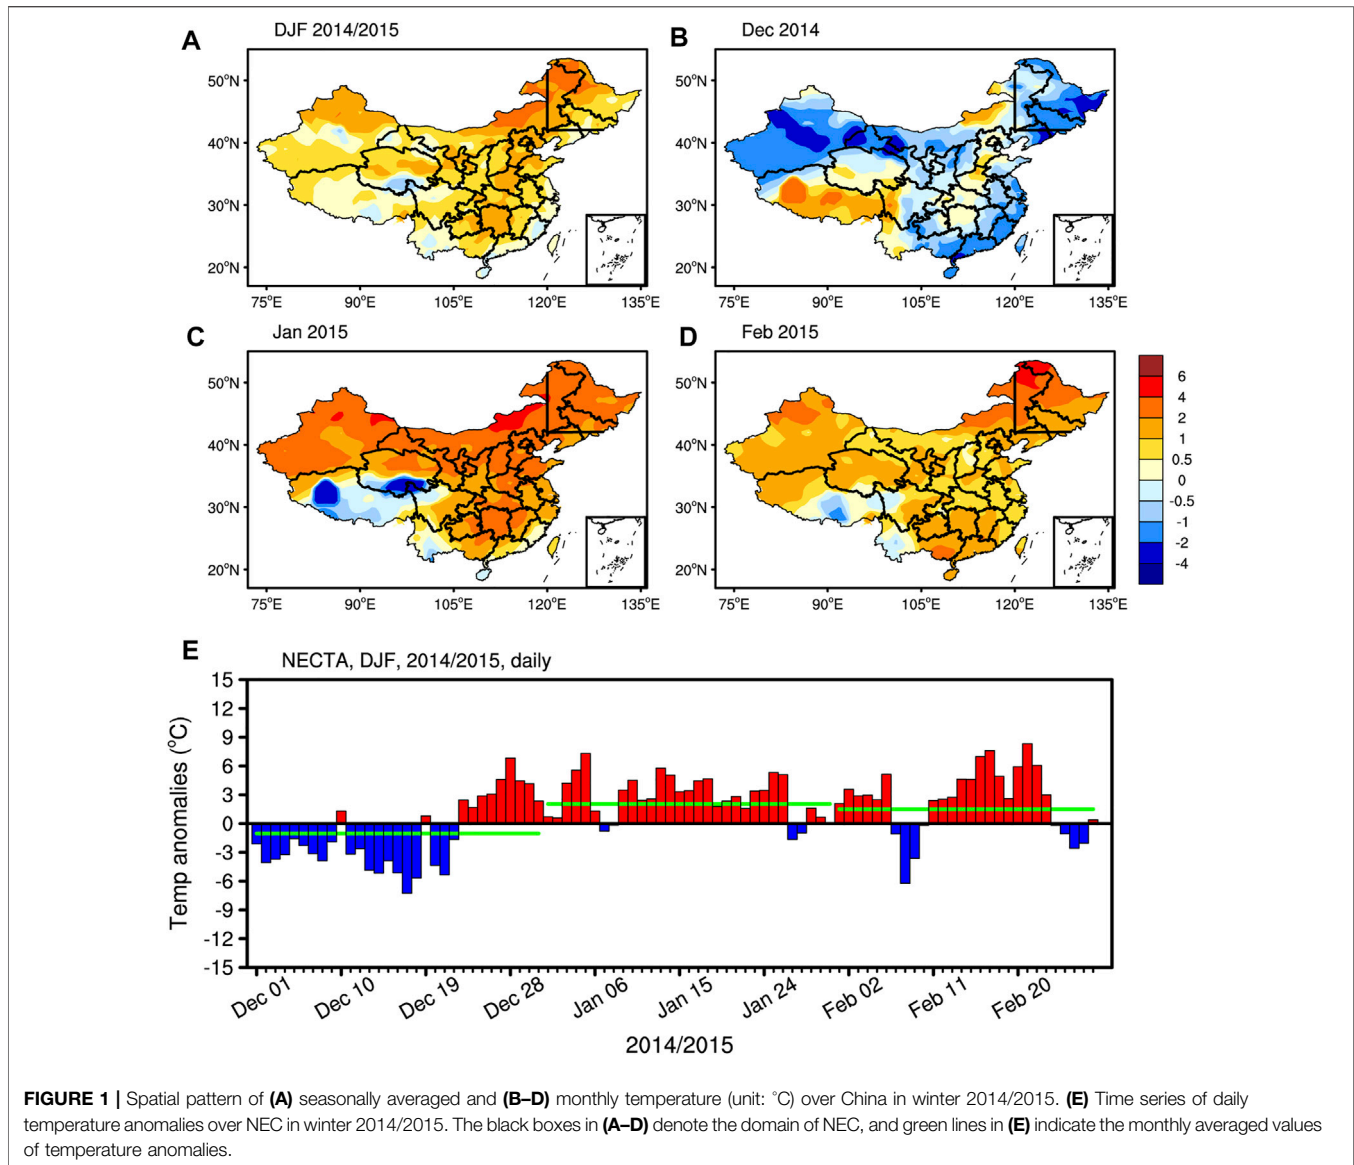 A
DJF 2014/2015
50°N
40°N
30°N
20°N
75°E 90°E 105°E 120°E 135°E
B
Dec 2014
50°N
40°N
30°N
20°N
75°E 90°E 105°E 120°E 135°E
C
Jan 2015
50°N
40°N
30°N
20°N
75°E 90°E 105°E 120°E 135°E
D
Feb 2015
50°N
40°N
30°N
20°N
75°E 90°E 105°E 120°E 135°E
6
4
2
1
0.5
0
-0.5
-1
-2
-4
E
NECTA, DJF, 2014/2015, daily
Temp anomalies (°C)
15
12
9
6
3
0
-3
-6
-9
-12
-15
Dec 01 Dec 10 Dec 19 Dec 28 Jan 06 Jan 15 Jan 24 Feb 02 Feb 11 Feb 20
2014/2015
FIGURE 1 | Spatial pattern of (A) seasonally averaged and (B–D) monthly temperature (unit: °C) over China in winter 2014/2015. (E) Time series of daily
temperature anomalies over NEC in winter 2014/2015. The black boxes in (A–D) denote the domain of NEC, and green lines in (E) indicate the monthly averaged values
of temperature anomalies.